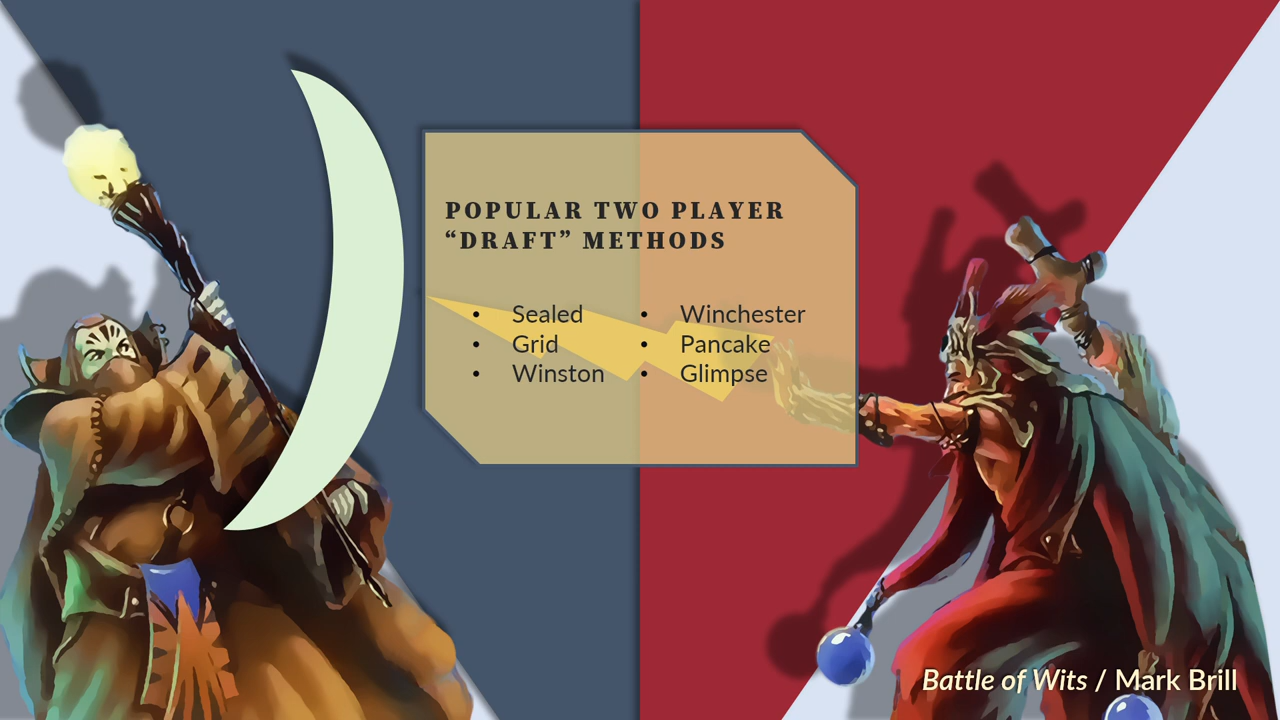 POPULAR TWO PLAYER
“DRAFT” METHODS
• Sealed
• Grid
• Winston
• Winchester
• Pancake
• Glimpse
Battle of Wits / Mark Brill